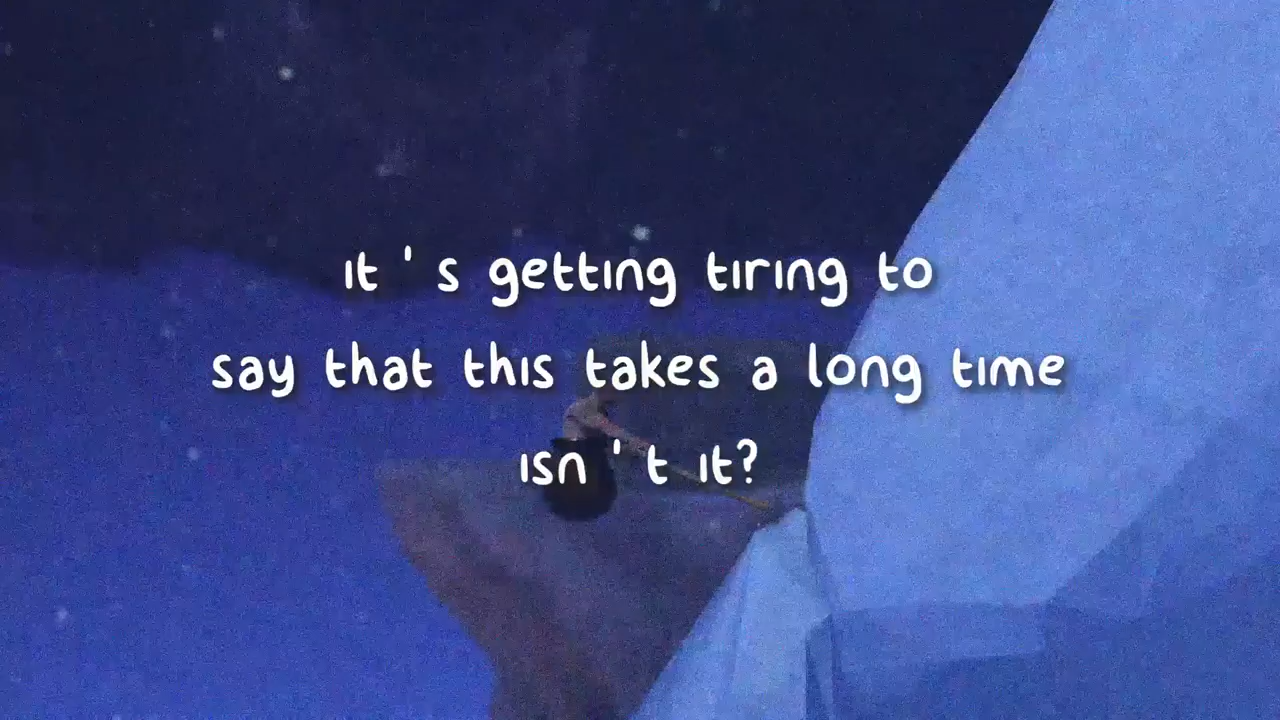 it ' s getting tiring to
say that this takes a long time
isn ' t it?